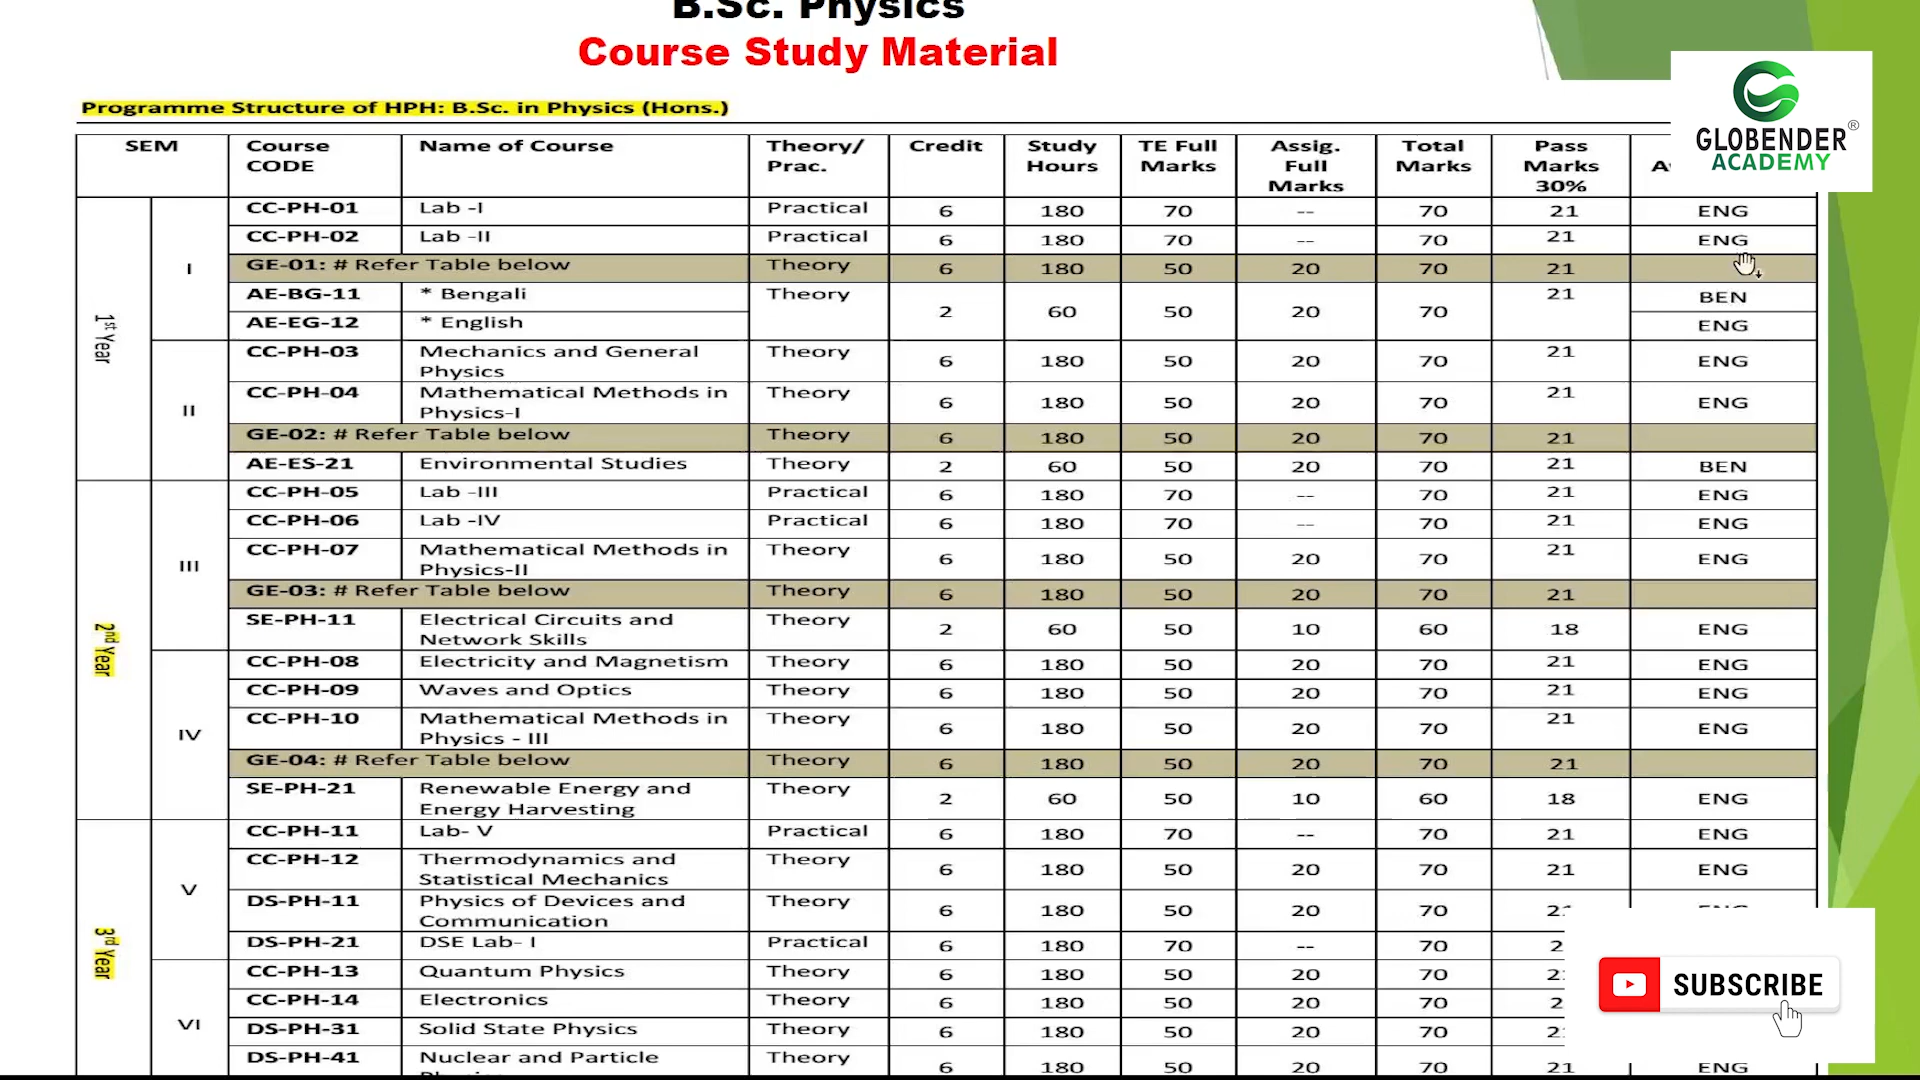 B.Sc. Physics
Course Study Material
GLOBENDER®
ACADEMY
Programme Structure of HPH: B.Sc. in Physics (Hons.)
SEM Course CODE Name of Course Theory/ Prac. Credit Study Hours TE Full Marks Assig. Full Marks Total Marks Pass Marks 30%
1st Year
I
CC-PH-01 Lab -I Practical 6 180 70 -- 70 21 ENG
CC-PH-02 Lab -II Practical 6 180 70 -- 70 21 ENG
GE-01: # Refer Table below Theory 6 180 50 20 70 21
AE-BG-11 * Bengali Theory 2 60 50 20 70 21 BEN
AE-EG-12 * English ENG
II
CC-PH-03 Mechanics and General Physics Theory 6 180 50 20 70 21 ENG
CC-PH-04 Mathematical Methods in Physics-I Theory 6 180 50 20 70 21 ENG
GE-02: # Refer Table below Theory 6 180 50 20 70 21
AE-ES-21 Environmental Studies Theory 2 60 50 20 70 21 BEN
2nd Year
III
CC-PH-05 Lab -III Practical 6 180 70 -- 70 21 ENG
CC-PH-06 Lab -IV Practical 6 180 70 -- 70 21 ENG
CC-PH-07 Mathematical Methods in Physics-II Theory 6 180 50 20 70 21 ENG
GE-03: # Refer Table below Theory 6 180 50 20 70 21
SE-PH-11 Electrical Circuits and Network Skills Theory 2 60 50 10 60 18 ENG
IV
CC-PH-08 Electricity and Magnetism Theory 6 180 50 20 70 21 ENG
CC-PH-09 Waves and Optics Theory 6 180 50 20 70 21 ENG
CC-PH-10 Mathematical Methods in Physics - III Theory 6 180 50 20 70 21 ENG
GE-04: # Refer Table below Theory 6 180 50 20 70 21
SE-PH-21 Renewable Energy and Energy Harvesting Theory 2 60 50 10 60 18 ENG
3rd Year
V
CC-PH-11 Lab- V Practical 6 180 70 -- 70 21 ENG
CC-PH-12 Thermodynamics and Statistical Mechanics Theory 6 180 50 20 70 21 ENG
DS-PH-11 Physics of Devices and Communication Theory 6 180 50 20 70
DS-PH-21 DSE Lab- I Practical 6 180 70 -- 70
VI
CC-PH-13 Quantum Physics Theory 6 180 50 20 70
CC-PH-14 Electronics Theory 6 180 50 20 70
DS-PH-31 Solid State Physics Theory 6 180 50 20 70
DS-PH-41 Nuclear and Particle Theory 6 180 50 20 70 21 ENG
SUBSCRIBE